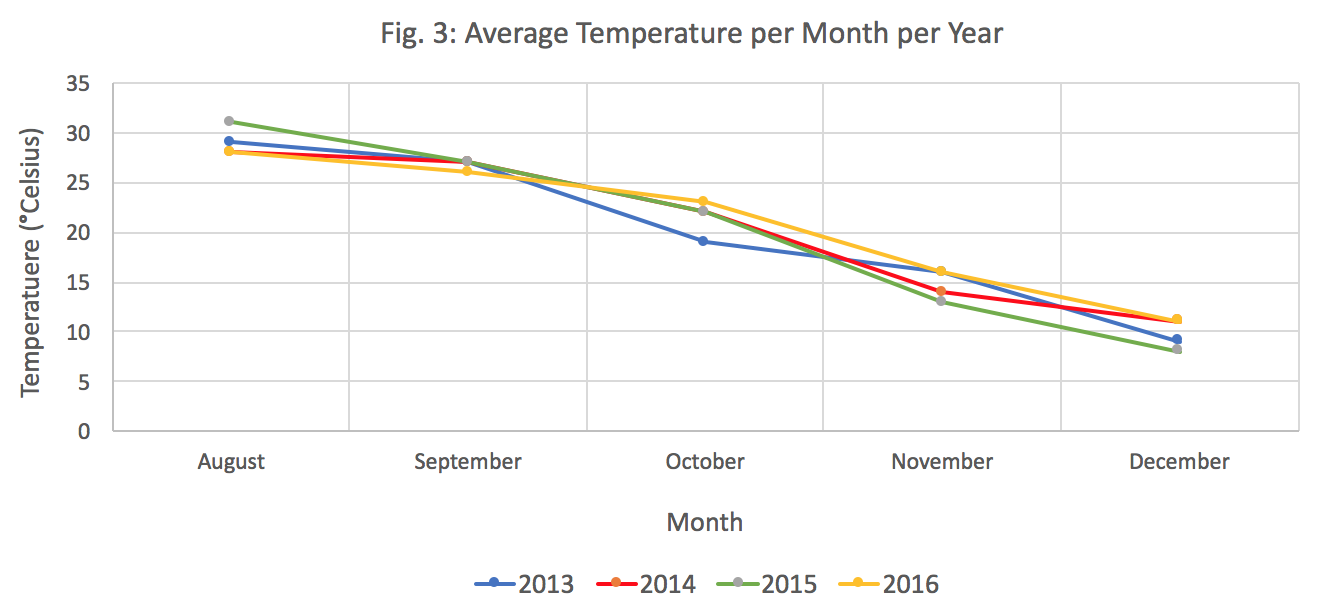 Fig. 3: Average Temperature per Month per Year
Temperatuere (°Celsius)
35
30
25
20
15
10
5
0
August September October November December
Month
2013 2014 2015 2016